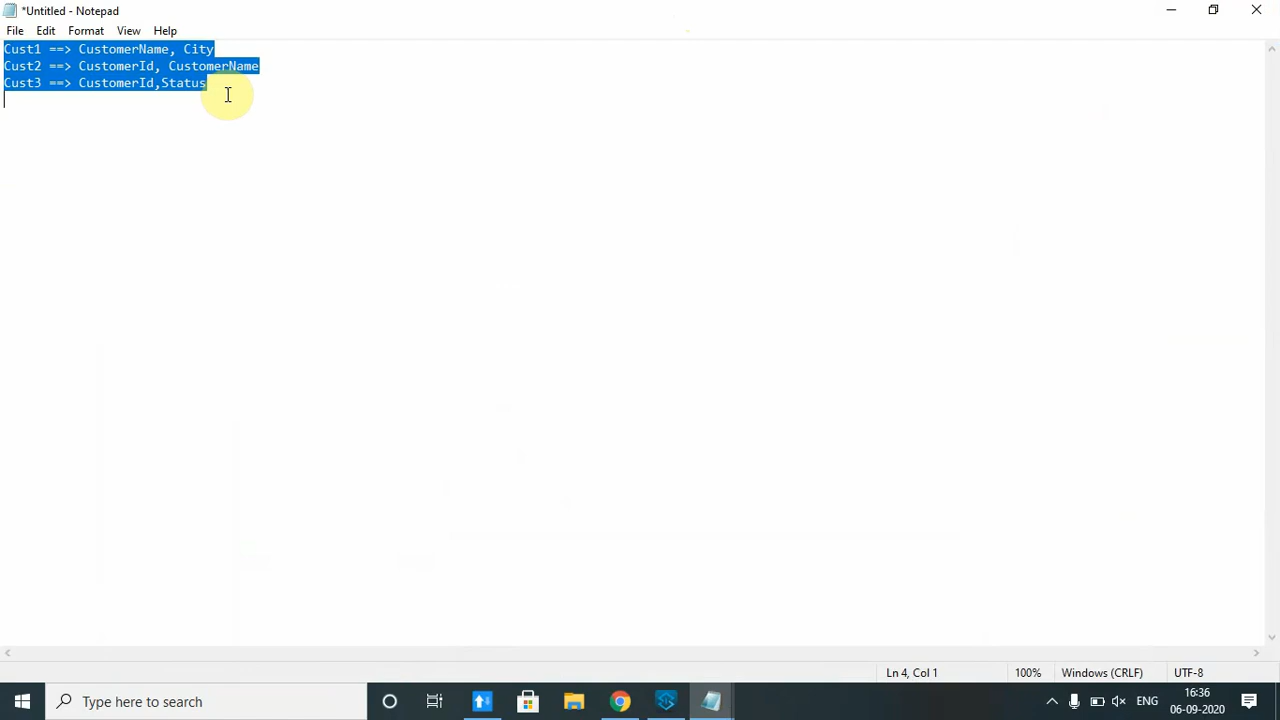 *Untitled - Notepad
File Edit Format View Help
Cust1 ==> CustomerName, City
Cust2 ==> CustomerId, CustomerName
Cust3 ==> CustomerId,Status
Ln 4, Col 1 100% Windows (CRLF) UTF-8
Type here to search
ENG
16:36
06-09-2020